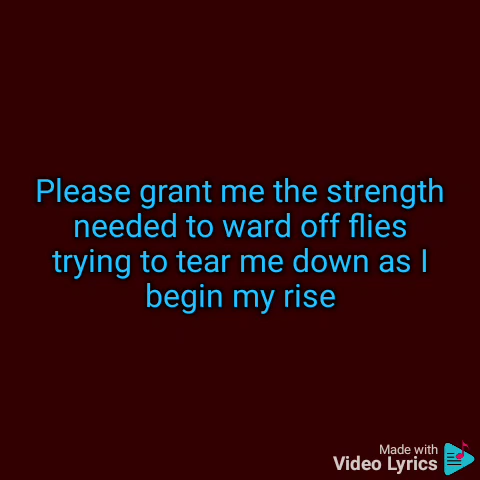 Please grant me the strength
needed to ward off flies
trying to tear me down as I
begin my rise
Made with
Video Lyrics